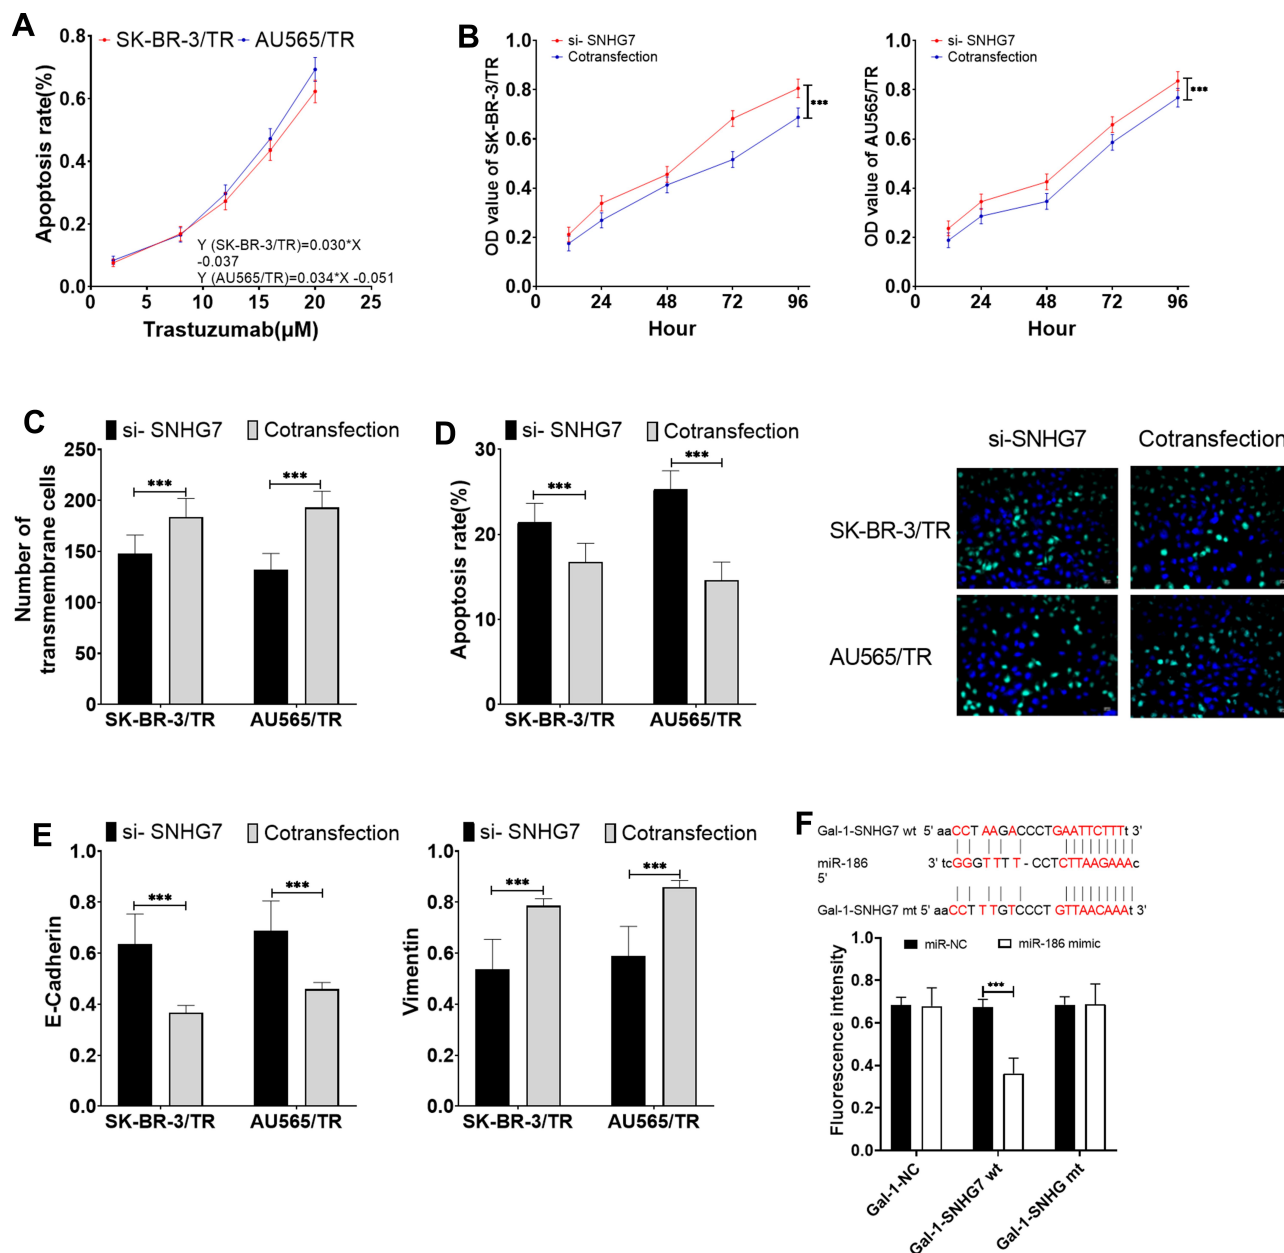 A
SK-BR-3/TR AU565/TR
Apoptosis rate(%)
0.8
0.6
0.4
0.2
0.0
Y (SK-BR-3/TR)=0.030*X
-0.037
Y (AU565/TR)=0.034*X -0.051
0 5 10 15 20 25
Trastuzumab(μM)
B
si- SNHG7
Cotransfection
OD value of SK-BR-3/TR
1.0
0.8
0.6
0.4
0.2
0.0
***
0 24 48 72 96
Hour
si- SNHG7
Cotransfection
OD value of AU565/TR
1.0
0.8
0.6
0.4
0.2
0.0
***
0 24 48 72 96
Hour
C
si- SNHG7 Cotransfection
Number of
transmembrane cells
250
200
150
100
50
0
*** ***
SK-BR-3/TR AU565/TR
D
si- SNHG7 Cotransfection
Apoptosis rate(%)
30
20
10
0
*** ***
SK-BR-3/TR AU565/TR
si-SNHG7 Cotransfection
SK-BR-3/TR
AU565/TR
E
si- SNHG7 Cotransfection
E-Cadherin
1.0
0.8
0.6
0.4
0.2
0.0
*** ***
SK-BR-3/TR AU565/TR
si- SNHG7 Cotransfection
Vimentin
1.0
0.8
0.6
0.4
0.2
0.0
*** ***
SK-BR-3/TR AU565/TR
F
Gal-1-SNHG7 wt 5' aaCCT AAGACCCTGAATTCTTTt 3'
miR-186 3' tcGGGTTT T - CCTCTTAAGAAAc
5'
Gal-1-SNHG7 mt 5' aaCCT T TGTCCCT GTTAACAAAt 3'
miR-NC miR-186 mimic
Fluorescence intensity
1.0
0.8
0.6
0.4
0.2
0.0
***
Gal-1-NC
Gal-1-SNHG7 wt
Gal-1-SNHG mt